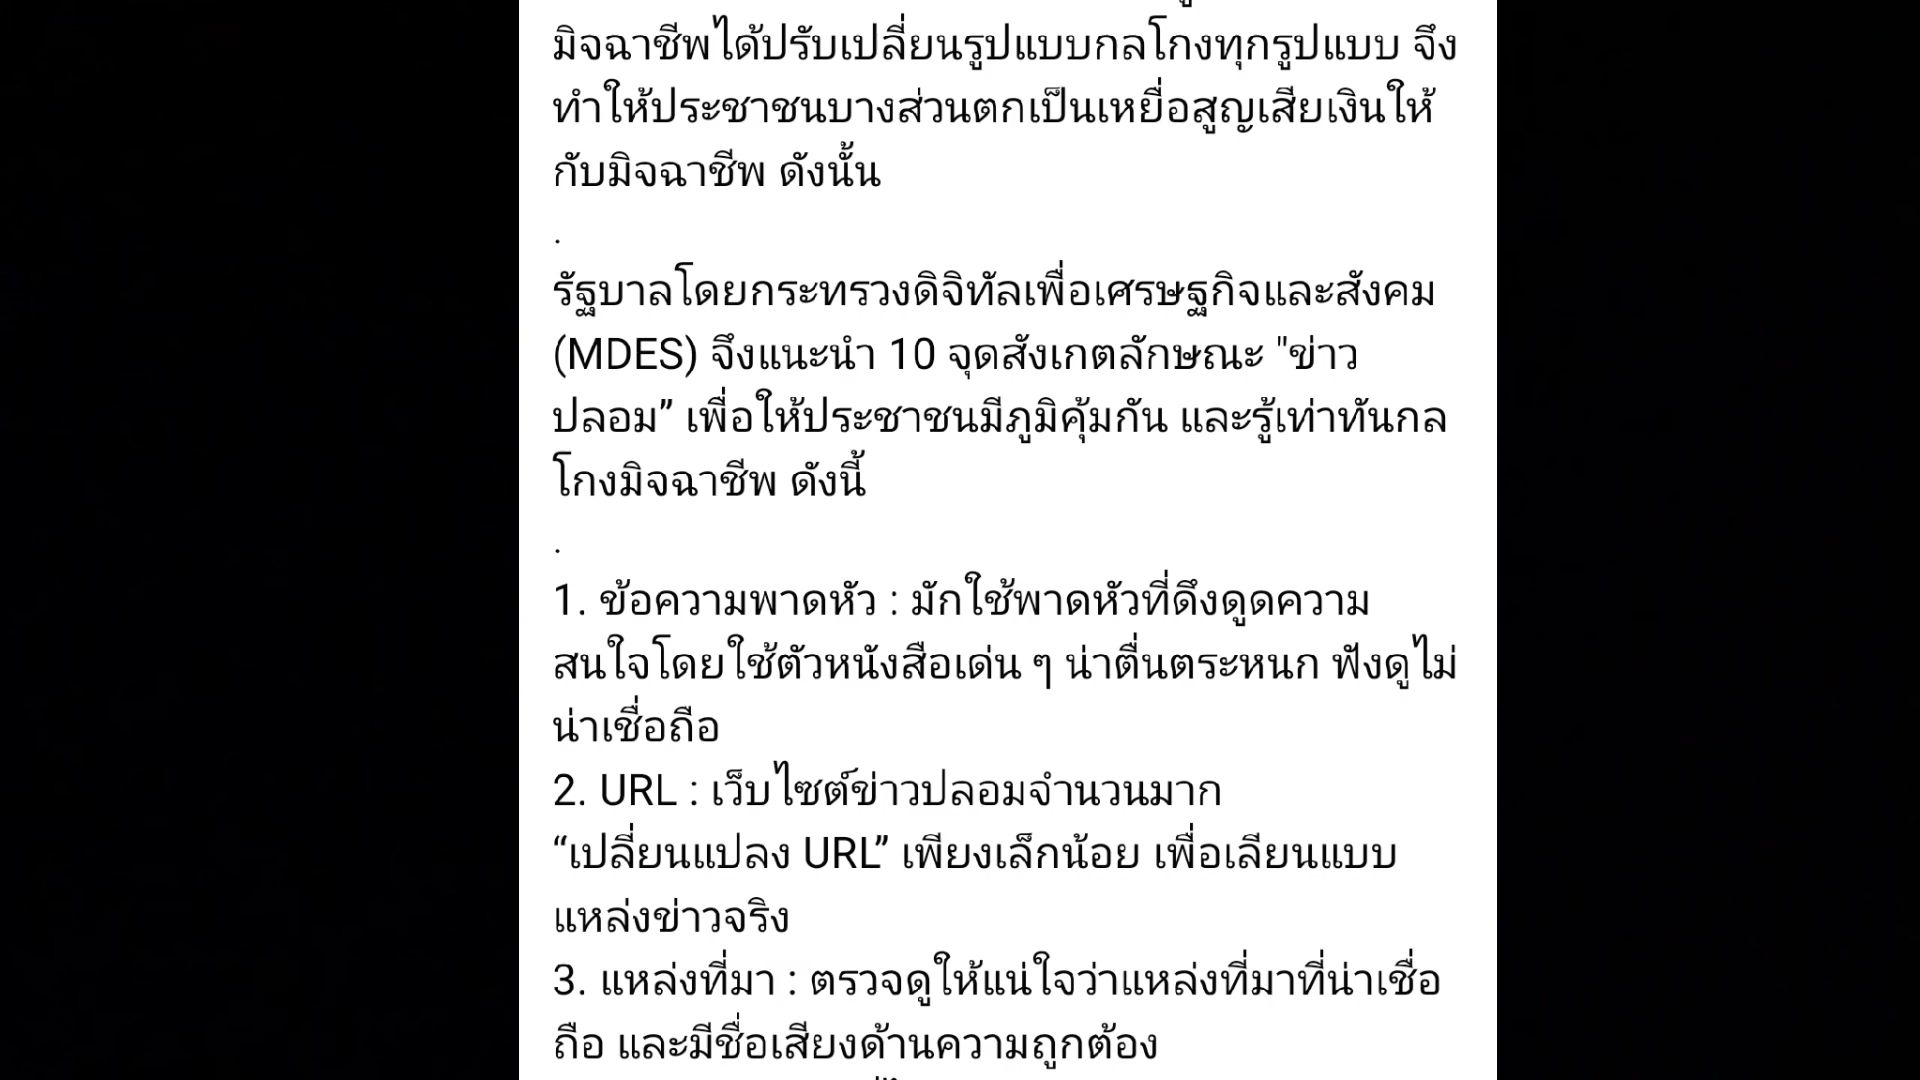 มิจฉาชีพได้ปรับเปลี่ยนรูปแบบกลโกงทุกรูปแบบ จึง
ทำให้ประชาชนบางส่วนตกเป็นเหยื่อสูญเสียเงินให้
กับมิจฉาชีพ ดังนั้น
.
รัฐบาลโดยกระทรวงดิจิทัลเพื่อเศรษฐกิจและสังคม
(MDES) จึงแนะนำ 10 จุดสังเกตลักษณะ "ข่าว
ปลอม” เพื่อให้ประชาชนมีภูมิคุ้มกัน และรู้เท่าทันกล
โกงมิจฉาชีพ ดังนี้
.
1. ข้อความพาดหัว : มักใช้พาดหัวที่ดึงดูดความ
สนใจโดยใช้ตัวหนังสือเด่น ๆ น่าตื่นตระหนก ฟังดูไม่
น่าเชื่อถือ
2. URL : เว็บไซต์ข่าวปลอมจำนวนมาก
“เปลี่ยนแปลง URL” เพียงเล็กน้อย เพื่อเลียนแบบ
แหล่งข่าวจริง
3. แหล่งที่มา : ตรวจดูให้แน่ใจว่าแหล่งที่มาที่น่าเชื่อ
ถือ และมีชื่อเสียงด้านความถูกต้อง